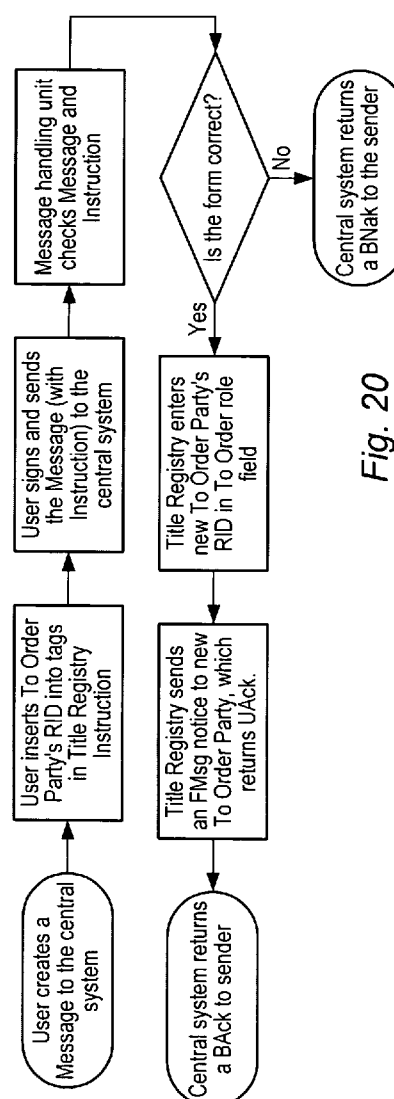 User creates a
Message to the central
system
User inserts To Order
Party's RID into tags
in Title Registry
Instruction
User signs and sends
the Message (with
Instruction) to the
central system
Message handling unit
checks Message and
Instruction
Is the form correct?
Yes
No
Title Registry enters
new To Order Party's
RID in To Order role
field
Title Registry sends
an FMsg notice to new
To Order Party, which
returns UAck.
Central system returns
a BAck to sender
Central system returns
a BNak to the sender
Fig. 20